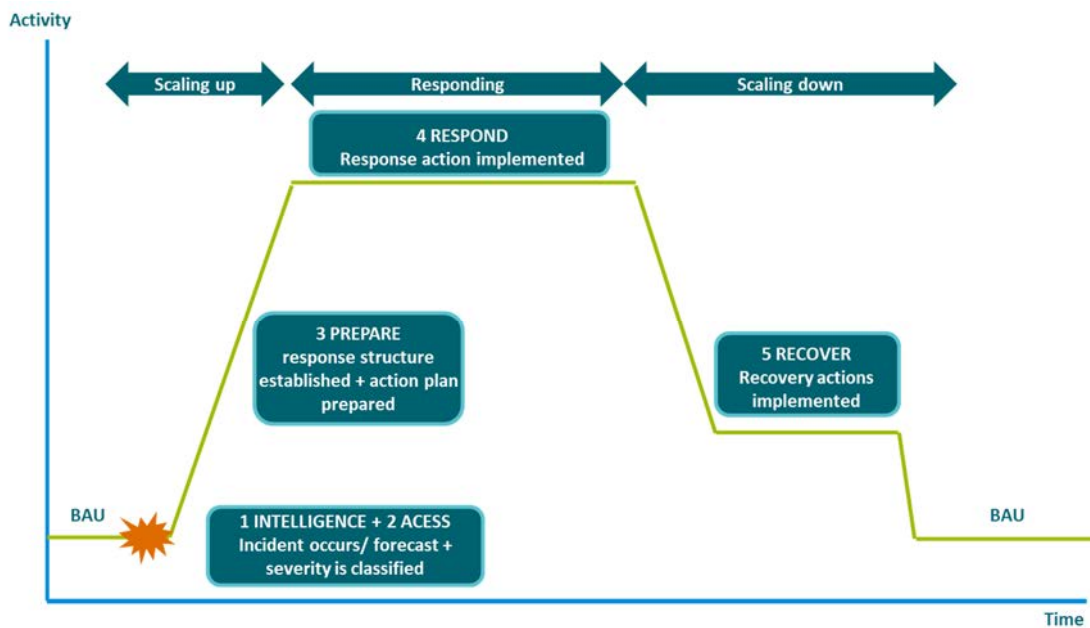 Activity
Scaling up
Responding
Scaling down
4 RESPOND
Response action implemented
3 PREPARE
response structure
established + action plan
prepared
5 RECOVER
Recovery actions
implemented
BAU
1 INTELLIGENCE + 2 ACESS
Incident occurs/ forecast +
severity is classified
BAU
Time